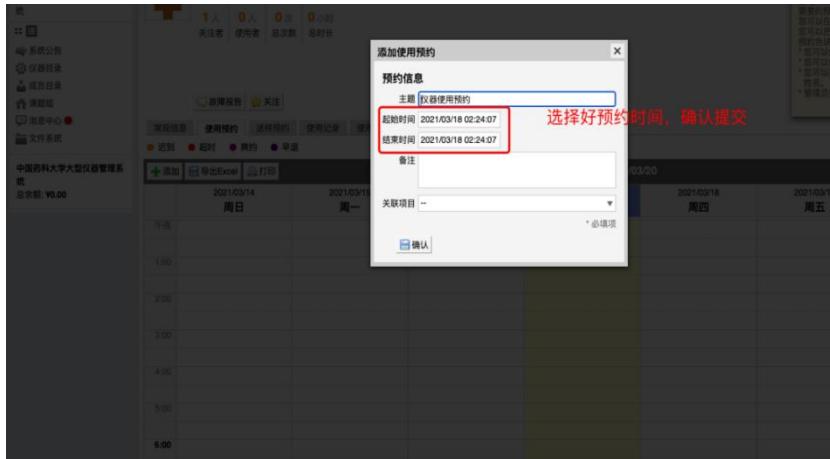 统
1人 0人 0次 0小时
关注者 使用者 总次数 总时长
系统公告
仪器目录
成员目录
课题组
消息中心
文件系统
中国药科大学大型仪器管理系
统
总余额: ¥0.00
故障报告 关注
常规信息 使用预约 送样预约 使用记录
迟到 超时 爽约 早退
添加 导出Excel 打印
03/20
2021/03/14
周日
周一
2021/03/18
周四
周五
午夜
1:00
2:00
3:00
4:00
5:00
6:00
添加使用预约
预约信息
主题 仪器使用预约
起始时间 2021/03/18 02:24:07
结束时间 2021/03/18 02:24:07
备注
关联项目 --
* 必填项
确认
选择好预约时间，确认提交